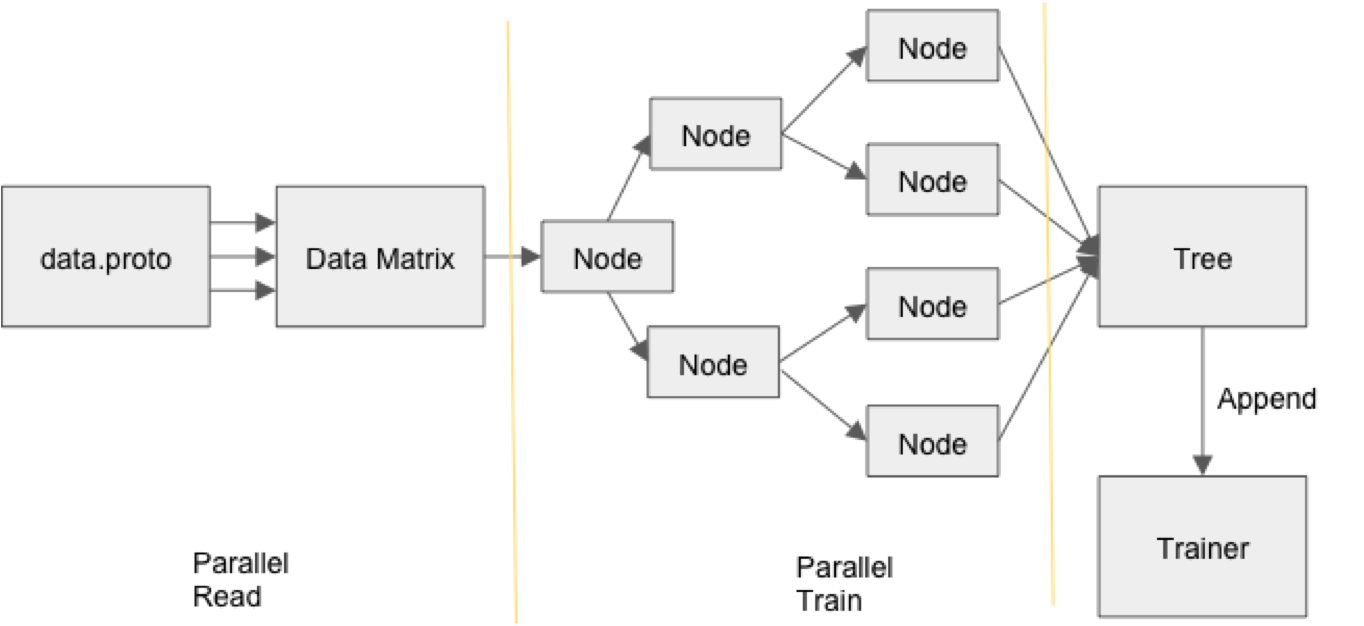 data.proto
Data Matrix
Node
Node
Node
Node
Node
Node
Node
Tree
Append
Trainer
Parallel
Read
Parallel
Train